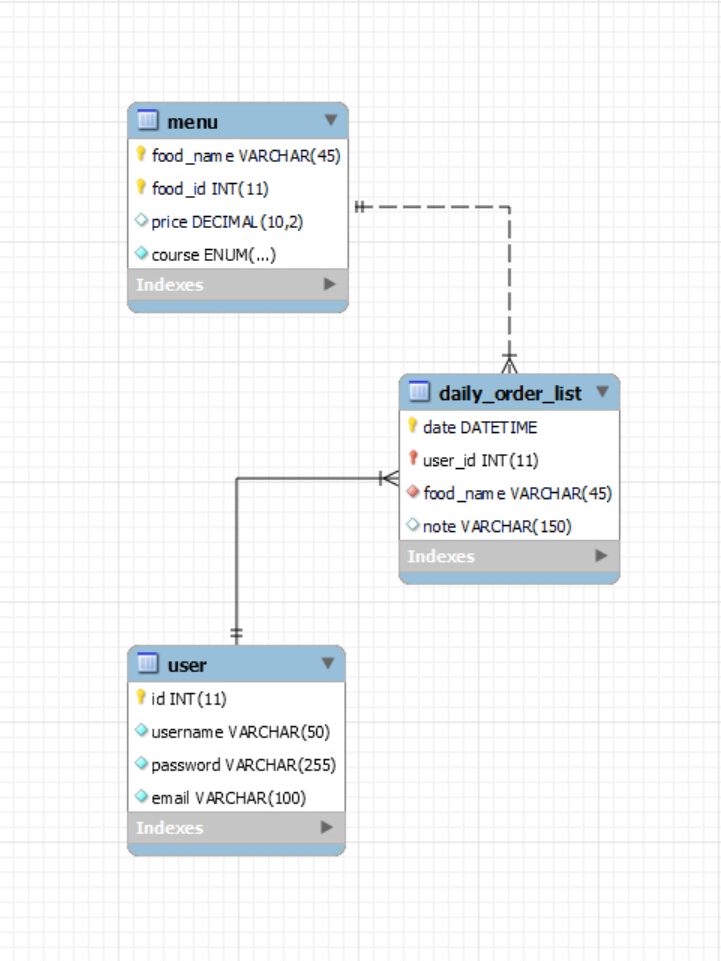 menu
food_name VARCHAR(45)
food_id INT(11)
price DECIMAL(10,2)
course ENUM(...)
Indexes
daily_order_list
date DATETIME
user_id INT(11)
food_name VARCHAR(45)
note VARCHAR(150)
Indexes
user
id INT(11)
username VARCHAR(50)
password VARCHAR(255)
email VARCHAR(100)
Indexes